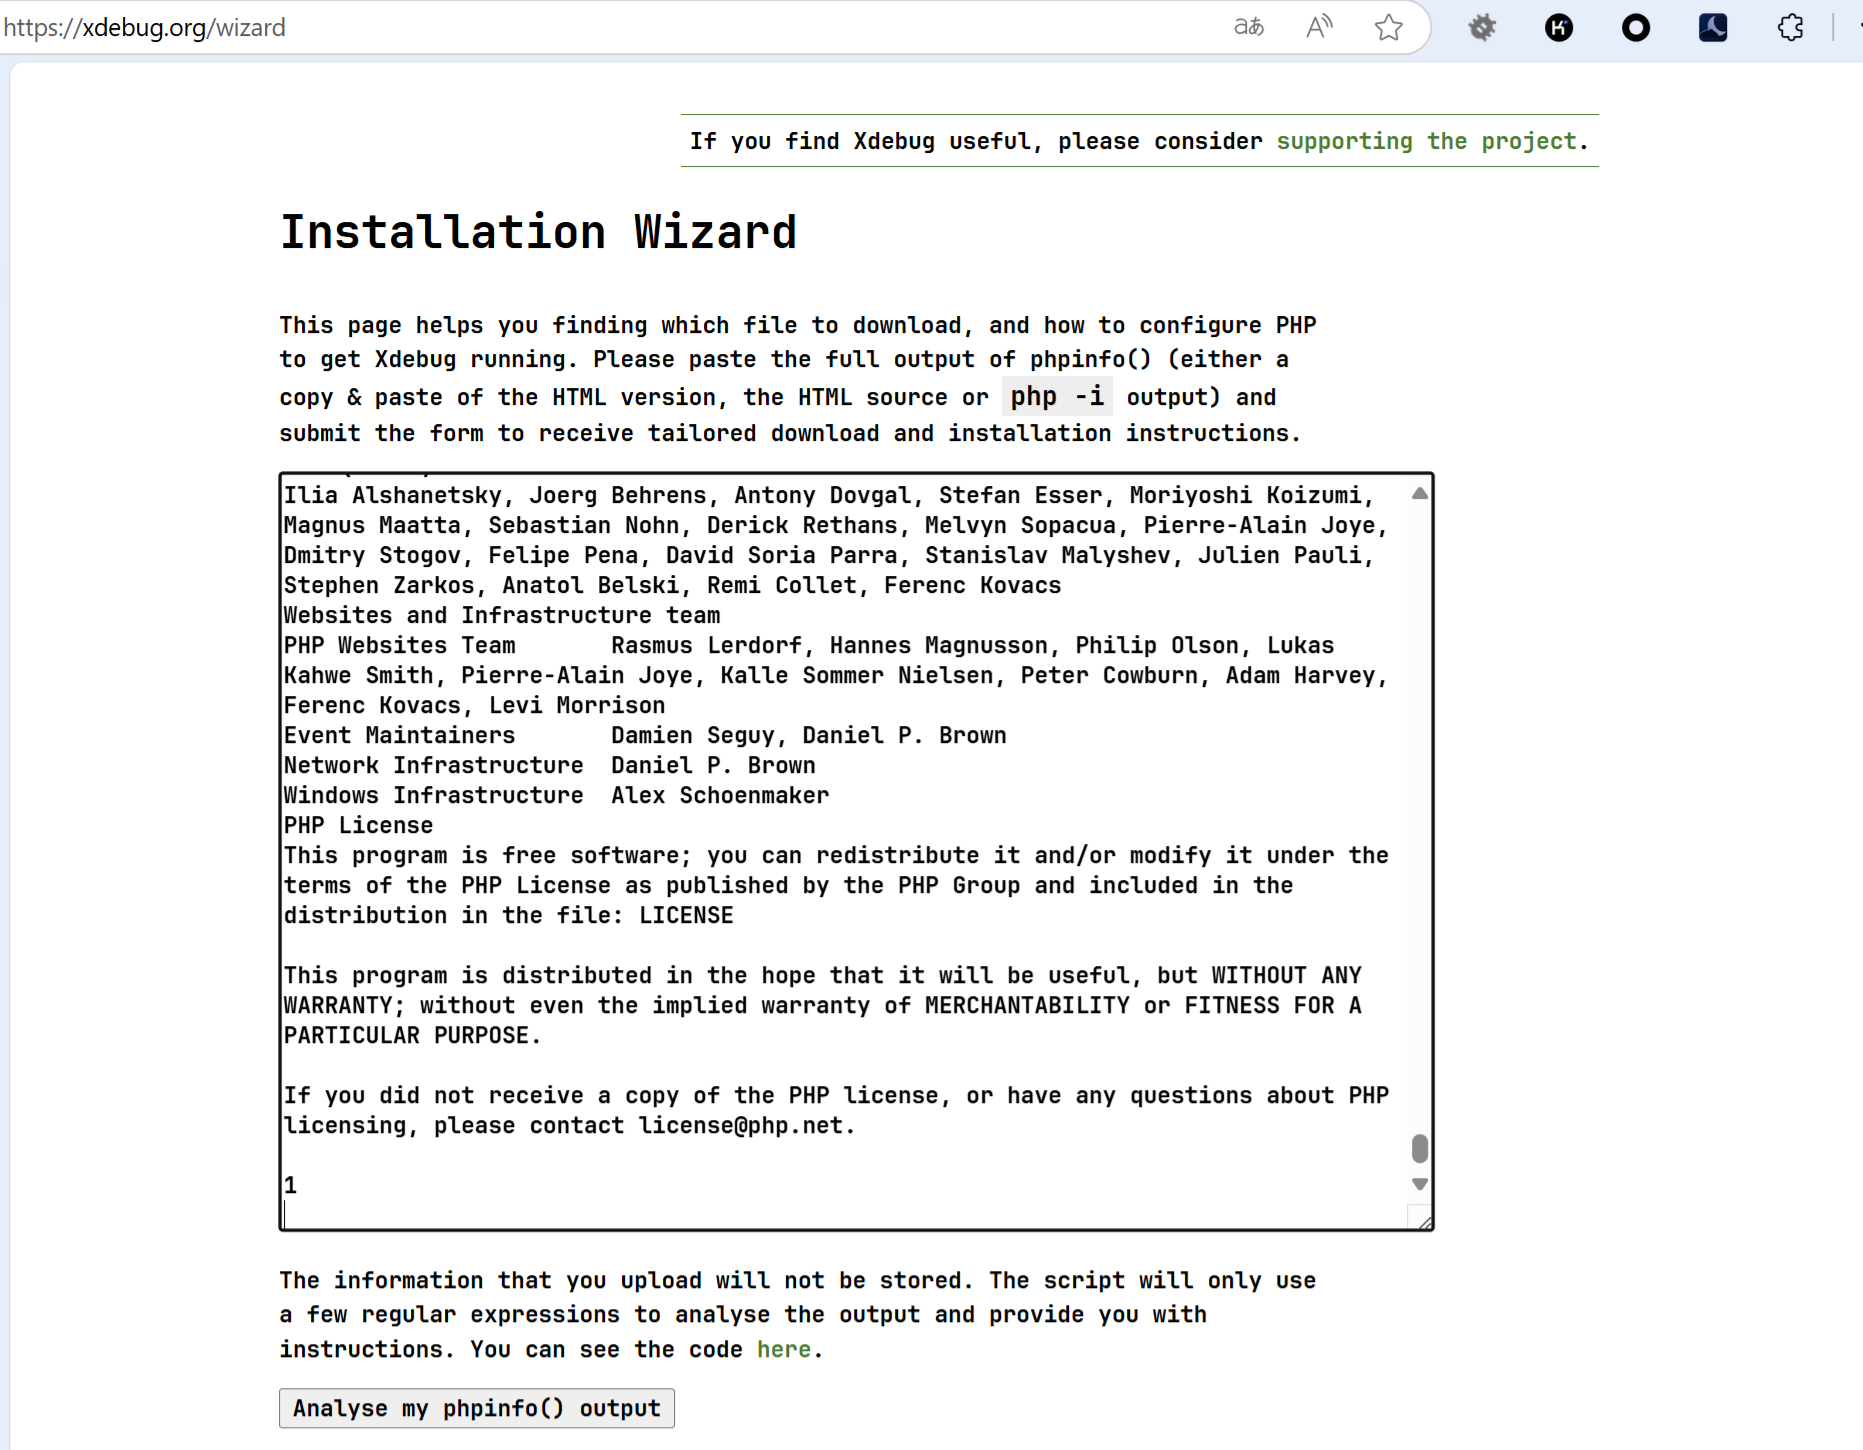 https://xdebug.org/wizard
If you find Xdebug useful, please consider supporting the project.
Installation Wizard
This page helps you finding which file to download, and how to configure PHP
to get Xdebug running. Please paste the full output of phpinfo() (either a
copy & paste of the HTML version, the HTML source or php -i output) and
submit the form to receive tailored download and installation instructions.
Ilia Alshanetsky, Joerg Behrens, Antony Dovgal, Stefan Esser, Moriyoshi Koizumi,
Magnus Maatta, Sebastian Nohn, Derick Rethans, Melvyn Sopacua, Pierre-Alain Joye,
Dmitry Stogov, Felipe Pena, David Soria Parra, Stanislav Malyshev, Julien Pauli,
Stephen Zarkos, Anatol Belski, Remi Collet, Ferenc Kovacs
Websites and Infrastructure team
PHP Websites Team Rasmus Lerdorf, Hannes Magnusson, Philip Olson, Lukas
Kahwe Smith, Pierre-Alain Joye, Kalle Sommer Nielsen, Peter Cowburn, Adam Harvey,
Ferenc Kovacs, Levi Morrison
Event Maintainers Damien Seguy, Daniel P. Brown
Network Infrastructure Daniel P. Brown
Windows Infrastructure Alex Schoenmaker
PHP License
This program is free software; you can redistribute it and/or modify it under the
terms of the PHP License as published by the PHP Group and included in the
distribution in the file: LICENSE
This program is distributed in the hope that it will be useful, but WITHOUT ANY
WARRANTY; without even the implied warranty of MERCHANTABILITY or FITNESS FOR A
PARTICULAR PURPOSE.
If you did not receive a copy of the PHP license, or have any questions about PHP
licensing, please contact license@php.net.
1
The information that you upload will not be stored. The script will only use
a few regular expressions to analyse the output and provide you with
instructions. You can see the code here.
Analyse my phpinfo() output